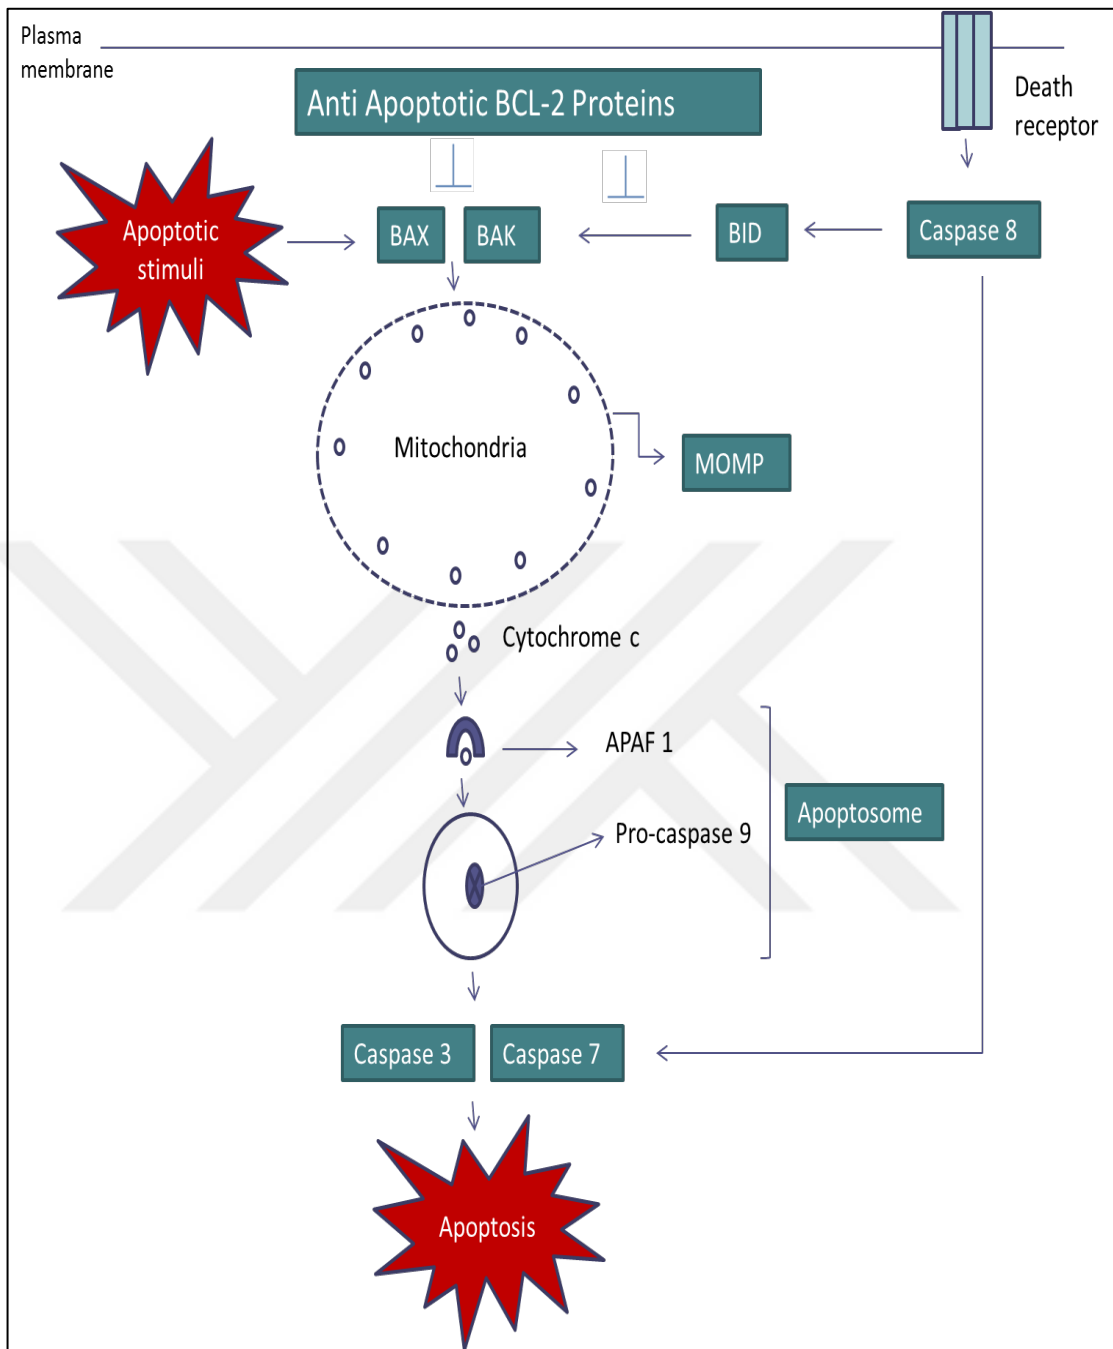 Plasma
membrane
Anti Apoptotic BCL-2 Proteins
Death
receptor
Apoptotic
stimuli
BAX
BAK
BID
Caspase 8
Mitochondria
MOMP
Cytochrome c
APAF 1
Apoptosome
Pro-caspase 9
Caspase 3
Caspase 7
Apoptosis